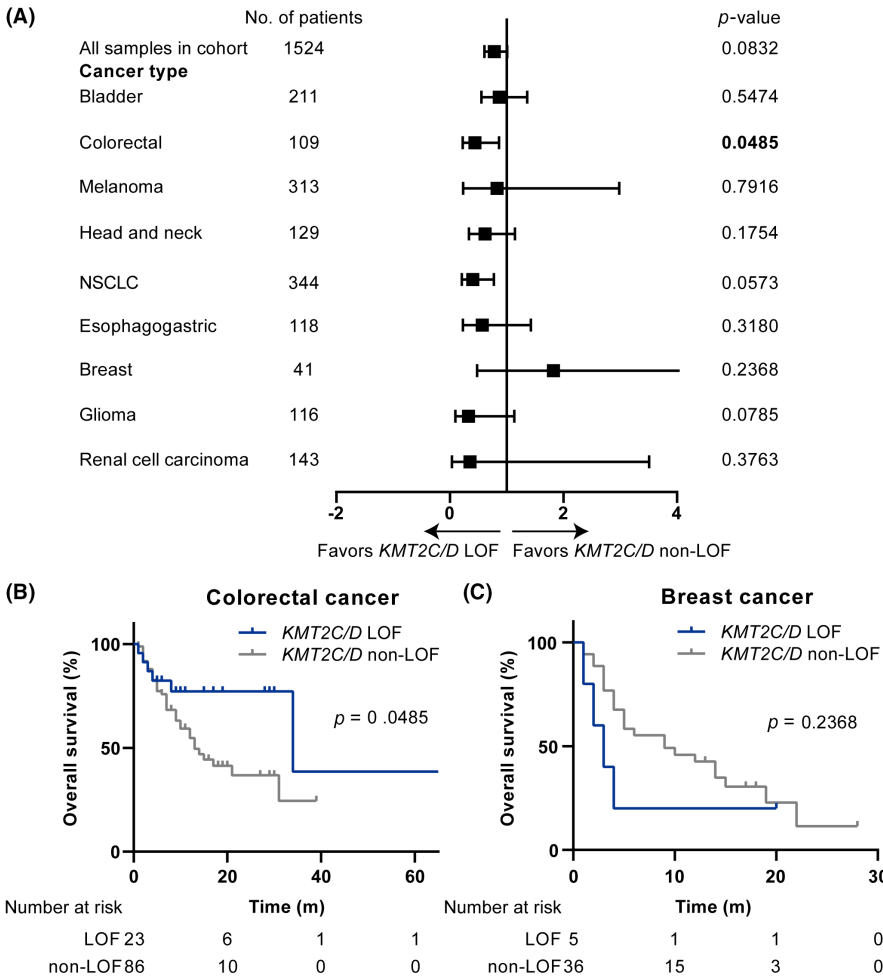 (A)
No. of patients p-value
All samples in cohort 1524 0.0832
Cancer type
Bladder 211 0.5474
Colorectal 109 0.0485
Melanoma 313 0.7916
Head and neck 129 0.1754
NSCLC 344 0.0573
Esophagogastric 118 0.3180
Breast 41 0.2368
Glioma 116 0.0785
Renal cell carcinoma 143 0.3763
-2 0 2 4
Favors KMT2C/D LOF Favors KMT2C/D non-LOF
(B)
Colorectal cancer
KMT2C/D LOF
KMT2C/D non-LOF
p = 0 .0485
Overall survival (%)
100
50
0
0 20 40 60
Number at risk Time (m)
LOF 23 6 1 1
non-LOF 86 10 0 0
(C)
Breast cancer
KMT2C/D LOF
KMT2C/D non-LOF
p = 0.2368
Overall survival (%)
100
50
0
0 10 20 30
Number at risk Time (m)
LOF 5 1 1 0
non-LOF 36 15 3 0